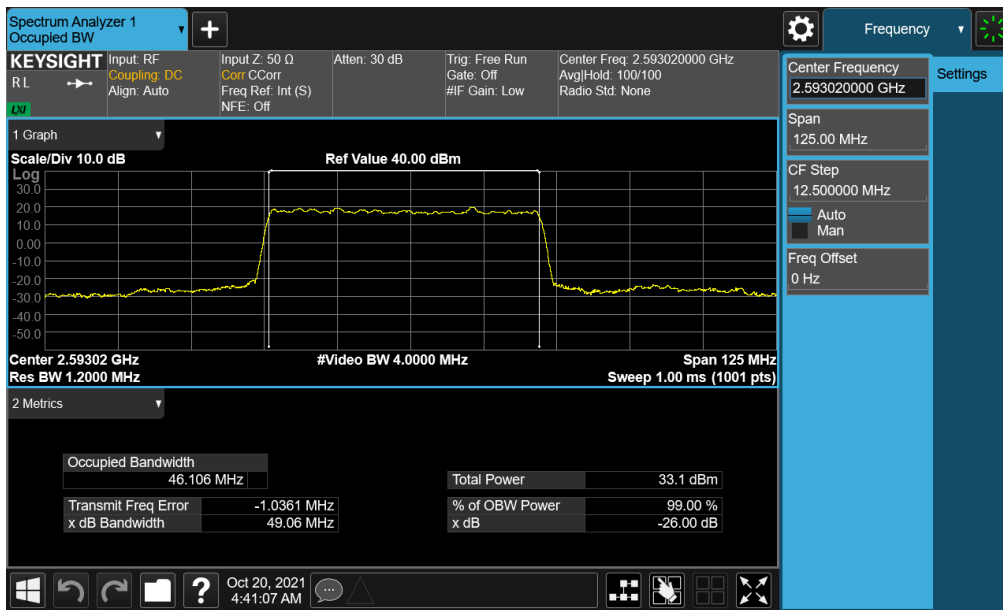 Spectrum Analyzer 1
Occupied BW
+
Frequency
KEYSIGHT
R L
LXI
Input: RF
Coupling: DC
Align: Auto
Input Z: 50 Ω
Corr CCorr
Freq Ref: Int (S)
NFE: Off
Atten: 30 dB
Trig: Free Run
Gate: Off
#IF Gain: Low
Center Freq: 2.593020000 GHz
Avg|Hold: 100/100
Radio Std: None
Center Frequency
2.593020000 GHz
Settings
Span
125.00 MHz
CF Step
12.500000 MHz
Auto
Man
Freq Offset
0 Hz
1 Graph
Scale/Div 10.0 dB
Ref Value 40.00 dBm
Log
30.0
20.0
10.0
0.00
-10.0
-20.0
-30.0
-40.0
-50.0
Center 2.59302 GHz
#Video BW 4.0000 MHz
Span 125 MHz
Res BW 1.2000 MHz
Sweep 1.00 ms (1001 pts)
2 Metrics
Occupied Bandwidth
46.106 MHz
Total Power 33.1 dBm
Transmit Freq Error -1.0361 MHz
% of OBW Power 99.00 %
x dB Bandwidth 49.06 MHz
x dB -26.00 dB
?
Oct 20, 2021
4:41:07 AM